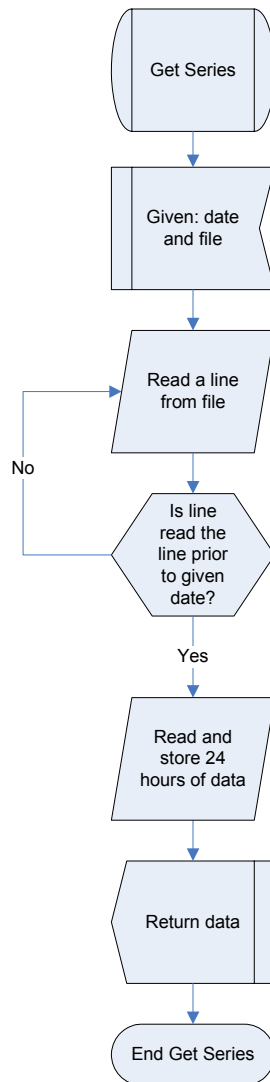 Get Series
Given: date
and file
Read a line
from file
No
Is line
read the
line prior
to given
date?
Yes
Read and
store 24
hours of data
Return data
End Get Series